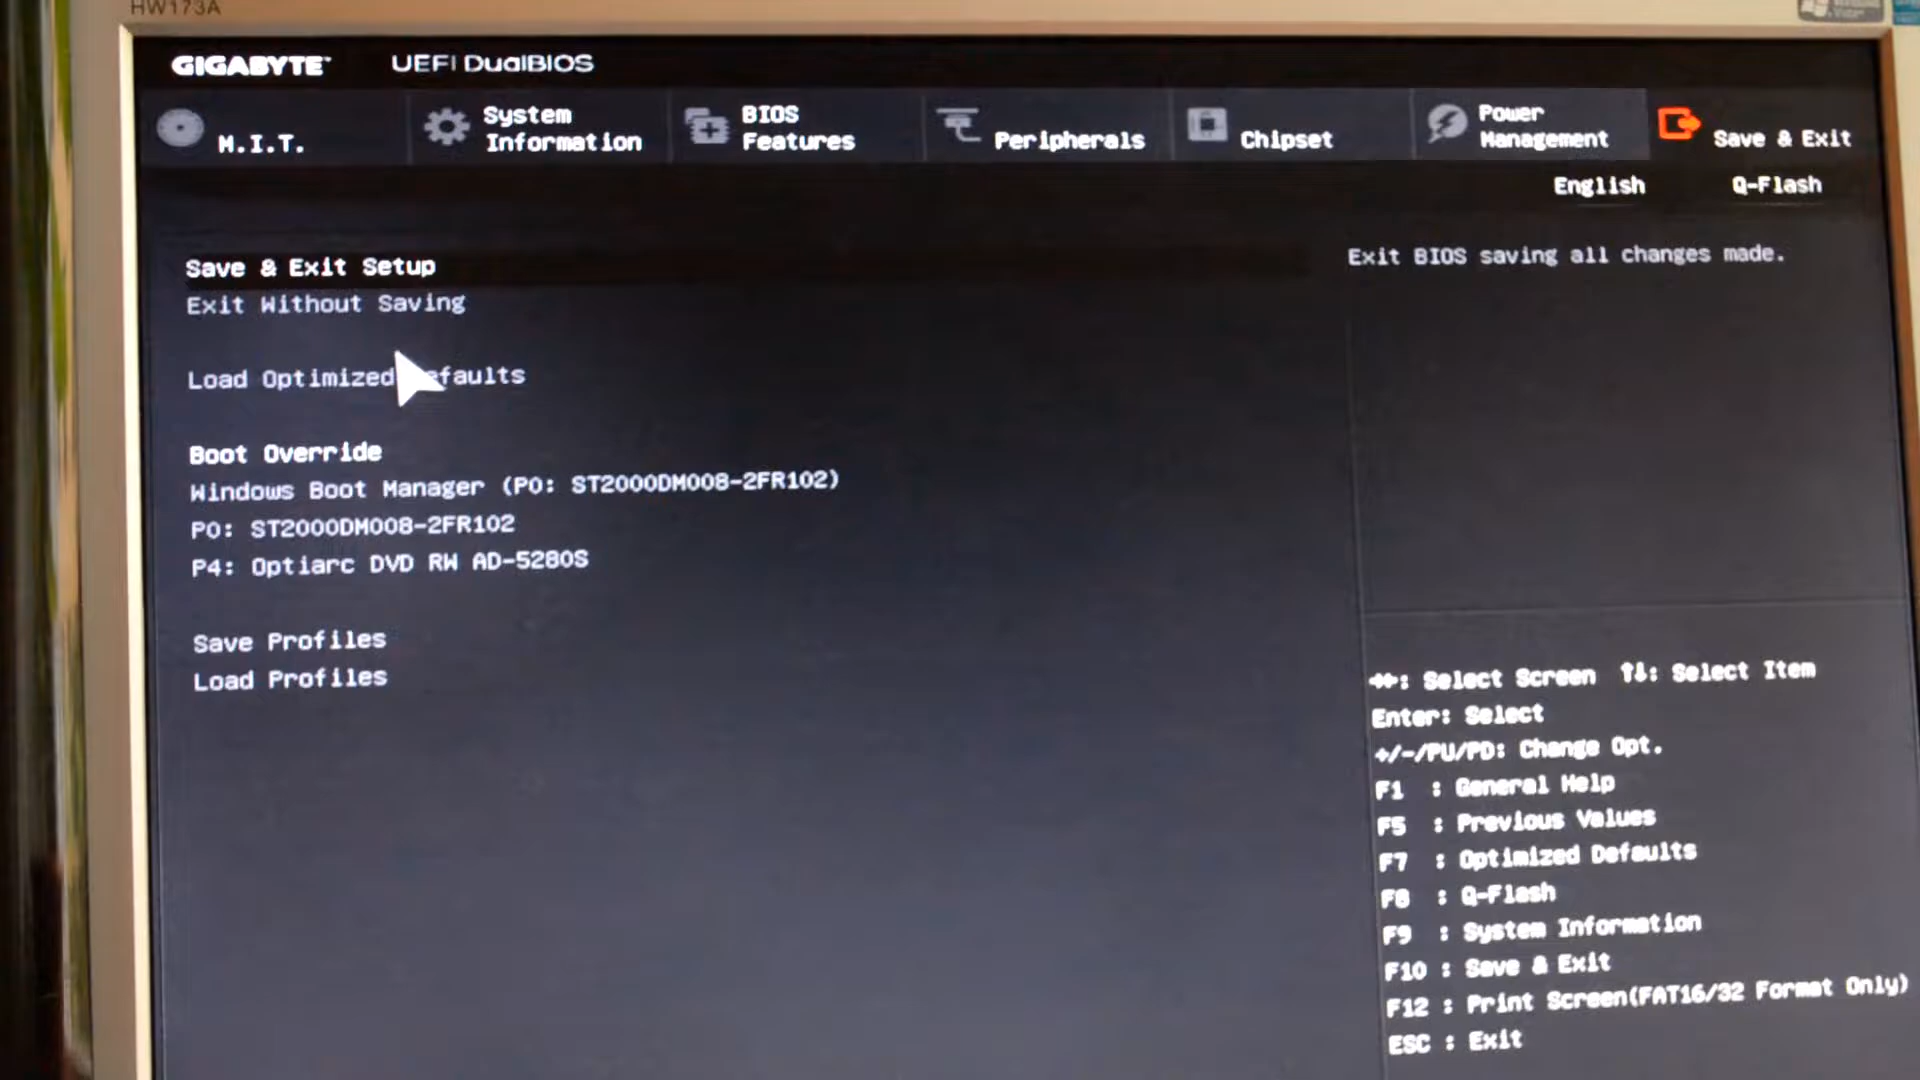 HW173A
GIGABYTE UEFI DualBIOS
M.I.T.
System
Information
BIOS
Features
Peripherals
Chipset
Power
Management
Save & Exit
English Q-Flash
Save & Exit Setup
Exit Without Saving
Load Optimized Defaults
Boot Override
Windows Boot Manager (P0: ST2000DM008-2FR102)
P0: ST2000DM008-2FR102
P4: Optiarc DVD RW AD-5280S
Save Profiles
Load Profiles
Exit BIOS saving all changes made.
→←: Select Screen ↑↓: Select Item
Enter: Select
+/-/PU/PD: Change Opt.
F1 : General Help
F5 : Previous Values
F7 : Optimized Defaults
F8 : Q-Flash
F9 : System Information
F10 : Save & Exit
F12 : Print Screen(FAT16/32 Format Only)
ESC : Exit